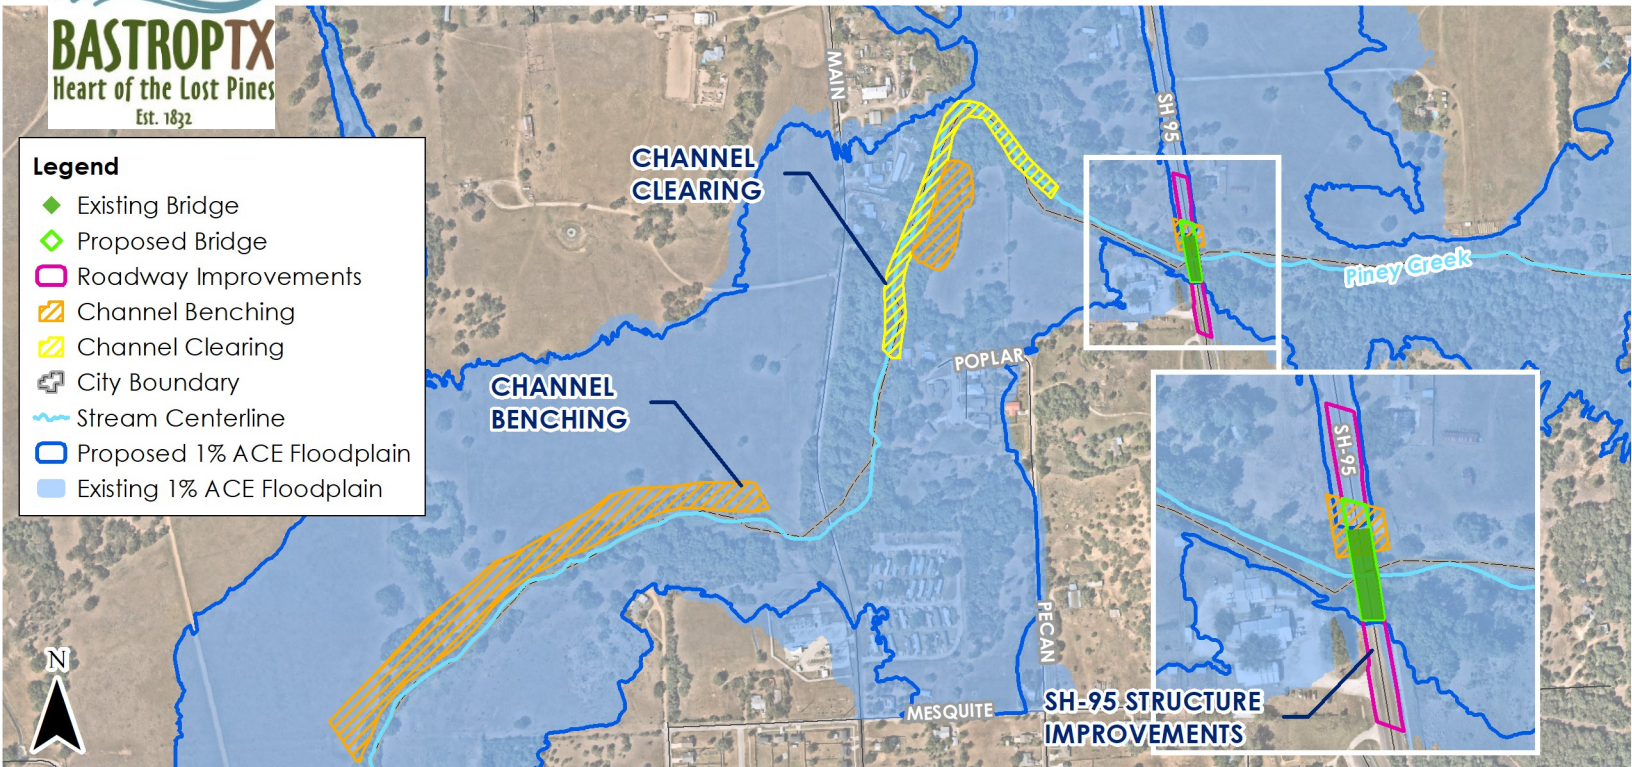 BASTROPTX
Heart of the Lost Pines
Est. 1832
Legend
Existing Bridge
Proposed Bridge
Roadway Improvements
Channel Benching
Channel Clearing
City Boundary
Stream Centerline
Proposed 1% ACE Floodplain
Existing 1% ACE Floodplain
N
MAIN
CHANNEL
CLEARING
SH-95
Piney Creek
POPLAR
CHANNEL
BENCHING
SH-95
PECAN
MESQUITE
SH-95 STRUCTURE
IMPROVEMENTS